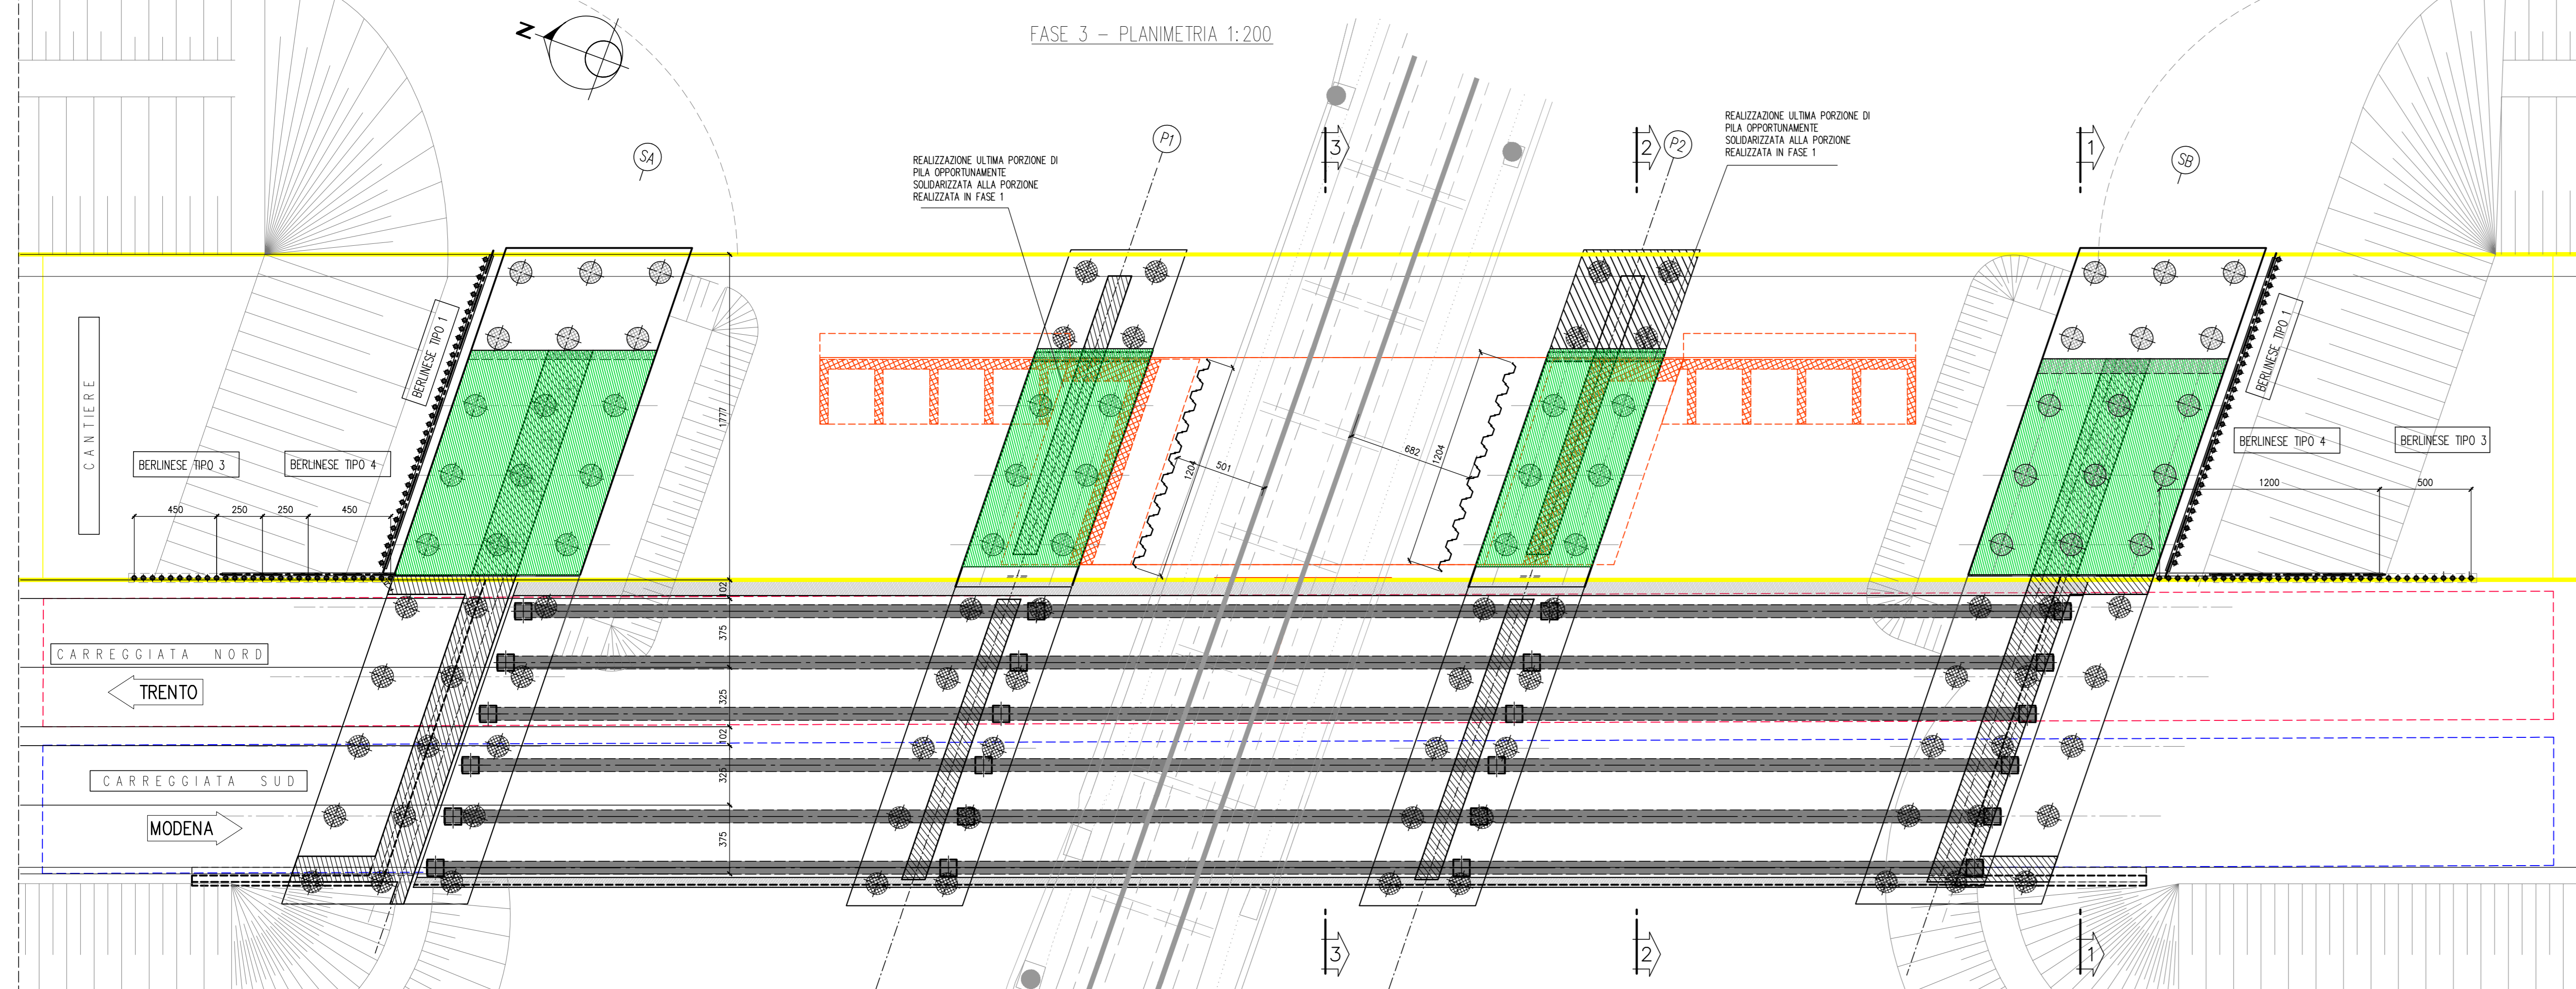 FASE 3 - PLANIMETRIA 1:200
N
SA
P1
3
2
P2
1
SB
REALIZZAZIONE ULTIMA PORZIONE DI
PILA OPPORTUNAMENTE
SOLIDARIZZATA ALLA PORZIONE
REALIZZATA IN FASE 1
REALIZZAZIONE ULTIMA PORZIONE DI
PILA OPPORTUNAMENTE
SOLIDARIZZATA ALLA PORZIONE
REALIZZATA IN FASE 1
CANTIERE
BERLINESE TIPO 1
BERLINESE TIPO 1
BERLINESE TIPO 3
BERLINESE TIPO 4
BERLINESE TIPO 4
BERLINESE TIPO 3
450
250
250
450
1777
1204
501
682
1204
1200
500
102
375
325
102
325
375
CARREGGIATA NORD
TRENTO
CARREGGIATA SUD
MODENA
3
2
1